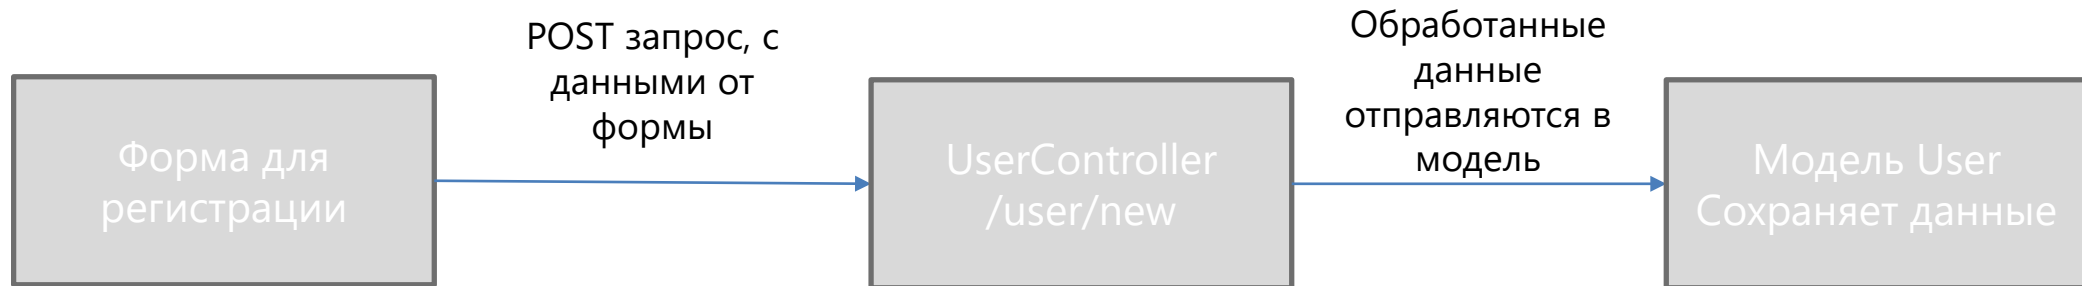 Форма для
регистрации
POST запрос, с
данными от
формы
UserController
/user/new
Обработанные
данные
отправляются в
модель
Модель User
Сохраняет данные